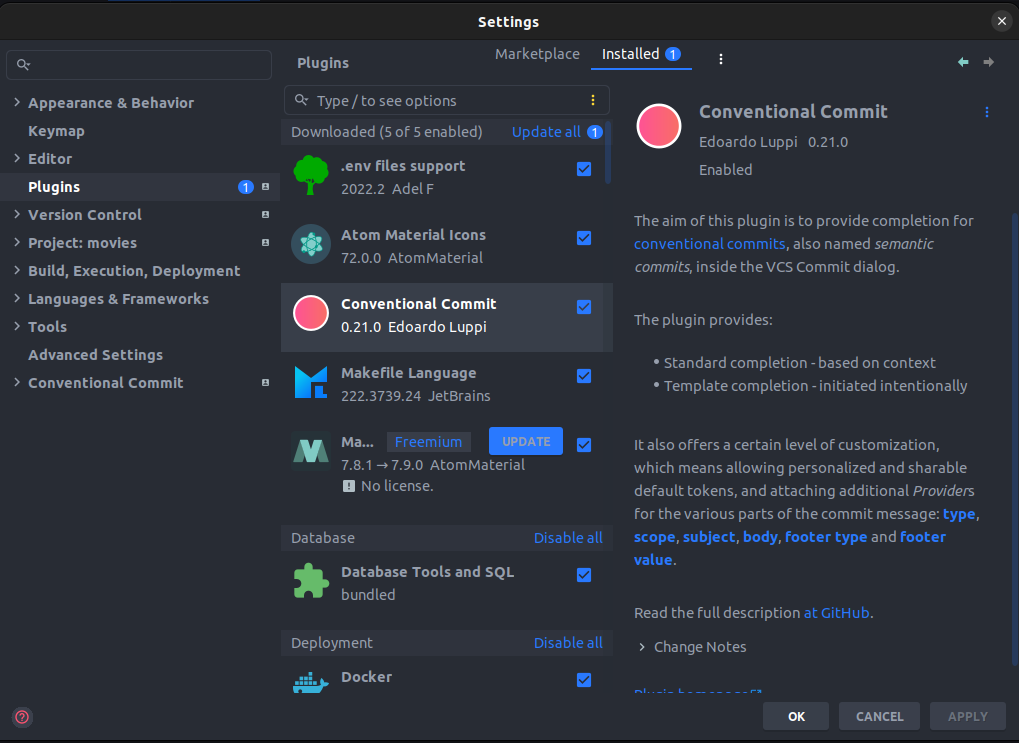 Settings
Appearance & Behavior
Keymap
Editor
Plugins 1
Version Control
Project: movies
Build, Execution, Deployment
Languages & Frameworks
Tools
Advanced Settings
Conventional Commit
Plugins Marketplace Installed 1
Type / to see options
Downloaded (5 of 5 enabled) Update all 1
.env files support
2022.2 Adel F
Atom Material Icons
72.0.0 AtomMaterial
Conventional Commit
0.21.0 Edoardo Luppi
Makefile Language
222.3739.24 JetBrains
Ma... Freemium UPDATE
7.8.1 → 7.9.0 AtomMaterial
No license.
Database Disable all
Database Tools and SQL
bundled
Deployment Disable all
Docker
Conventional Commit
Edoardo Luppi 0.21.0
Enabled
The aim of this plugin is to provide completion for
conventional commits, also named semantic
commits, inside the VCS Commit dialog.
The plugin provides:
• Standard completion - based on context
• Template completion - initiated intentionally
It also offers a certain level of customization,
which means allowing personalized and sharable
default tokens, and attaching additional Providers
for the various parts of the commit message: type,
scope, subject, body, footer type and footer
value.
Read the full description at GitHub.
Change Notes
Plugin homepage
OK CANCEL APPLY